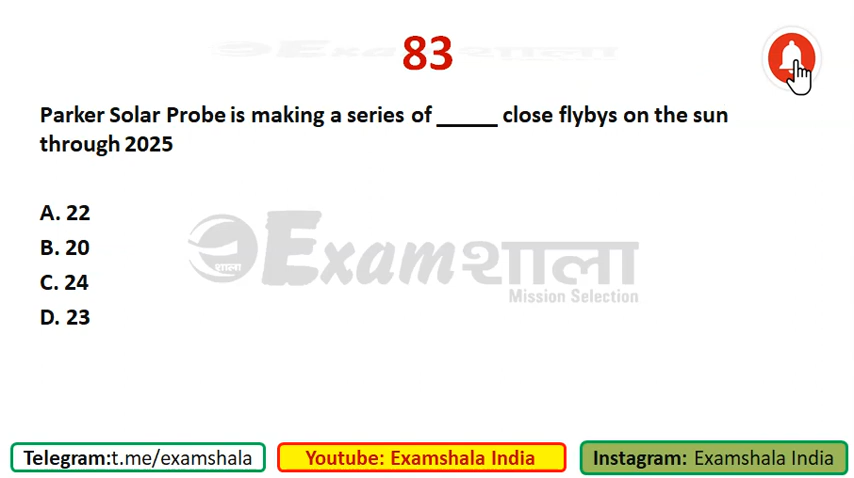 Examशाला
83
Parker Solar Probe is making a series of _____ close flybys on the sun
through 2025
A. 22
B. 20
C. 24
D. 23
शाला Examशाला
Mission Selection
Telegram:t.me/examshala
Youtube: Examshala India
Instagram: Examshala India